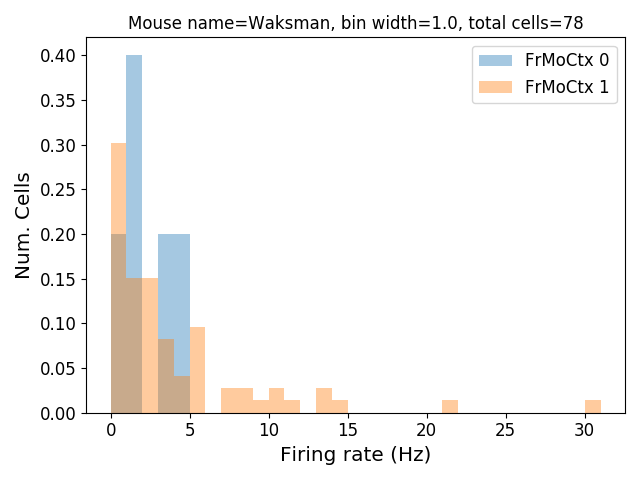 Mouse name=Waksman, bin width=1.0, total cells=78
FrMoCtx 0
FrMoCtx 1
0.40
0.35
0.30
0.25
0.20
0.15
0.10
0.05
0.00
Num. Cells
0 5 10 15 20 25 30
Firing rate (Hz)